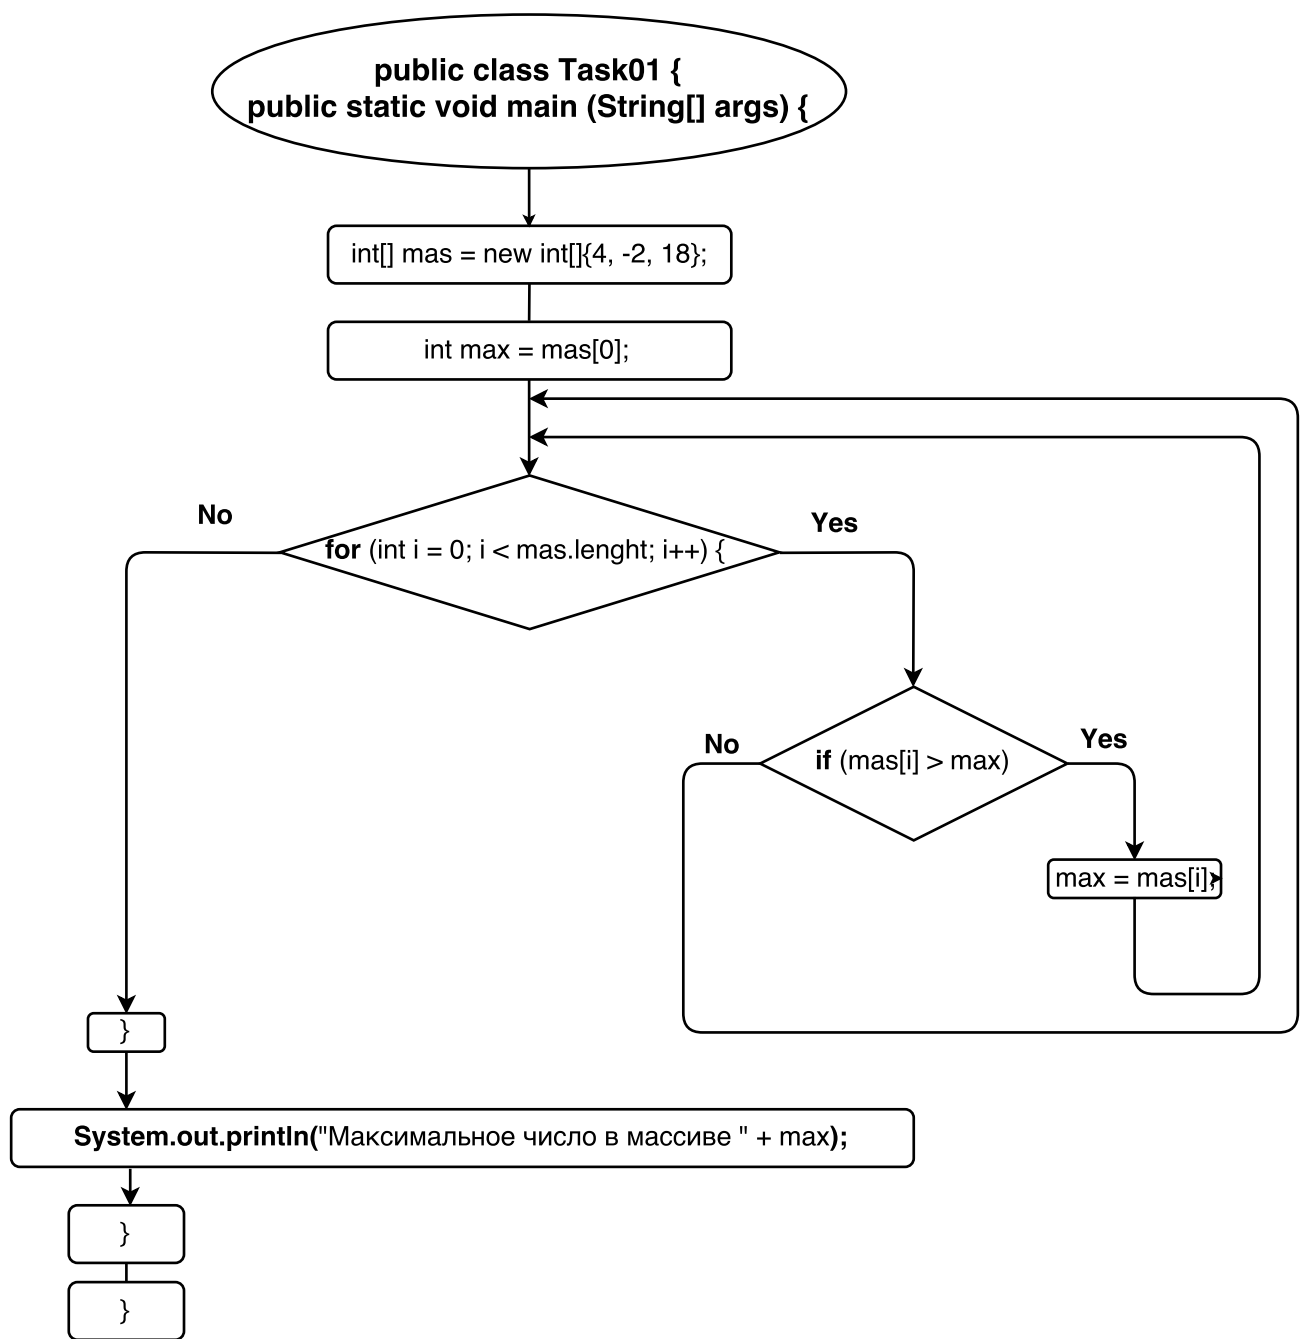 public class Task01 {
public static void main (String[] args) {
int[] mas = new int[]{4, -2, 18};
int max = mas[0];
No
Yes
for (int i = 0; i < mas.lenght; i++) {
No
Yes
if (mas[i] > max)
max = mas[i];
}
System.out.println("Максимальное число в массиве " + max);
}
}